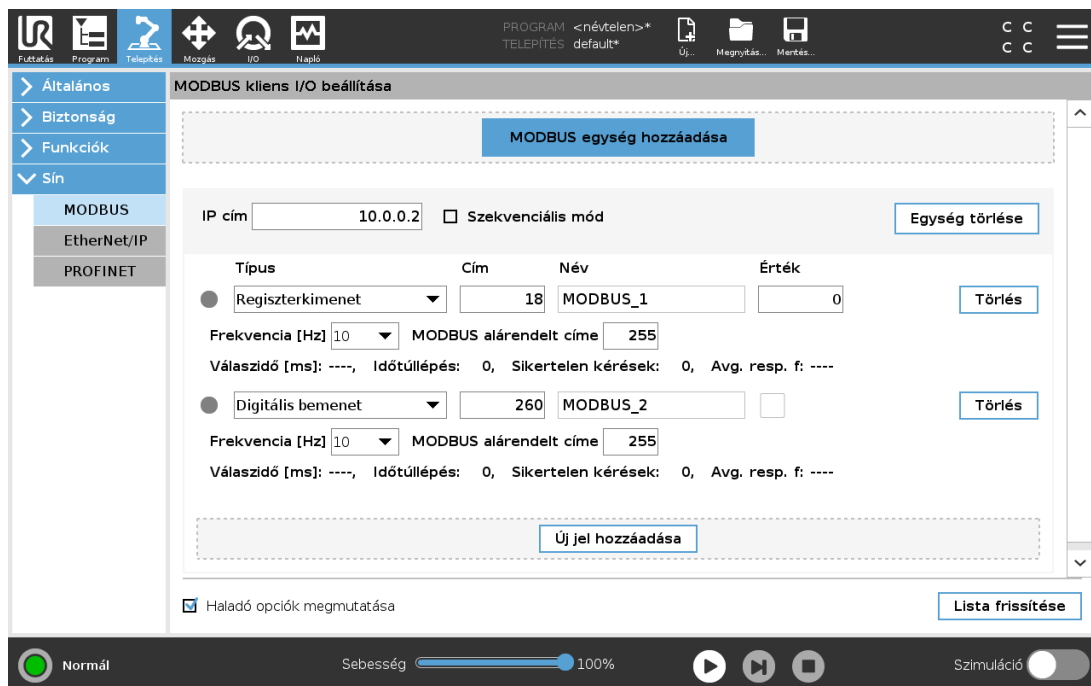 PROGRAM <névtelen>*
TELEPÍTÉS default*
Futtatás Program Telepítés Mozgás I/O Napló Új... Megnyitás... Mentés...
C C
C C
Általános
Biztonság
Funkciók
Sín
MODBUS
EtherNet/IP
PROFINET
MODBUS kliens I/O beállítása
MODBUS egység hozzáadása
IP cím 10.0.0.2 Szekvenciális mód Egység törlése
Típus Cím Név Érték
Regiszterkimenet 18 MODBUS_1 0 Törlés
Frekvencia [Hz] 10 MODBUS alárendelt címe 255
Válaszidő [ms]: ----, Időtúllépés: 0, Sikertelen kérések: 0, Avg. resp. f: ----
Digitális bemenet 260 MODBUS_2 Törlés
Frekvencia [Hz] 10 MODBUS alárendelt címe 255
Válaszidő [ms]: ----, Időtúllépés: 0, Sikertelen kérések: 0, Avg. resp. f: ----
Új jel hozzáadása
Haladó opciók megmutatása Lista frissítése
Normál Sebesség 100% Szimuláció